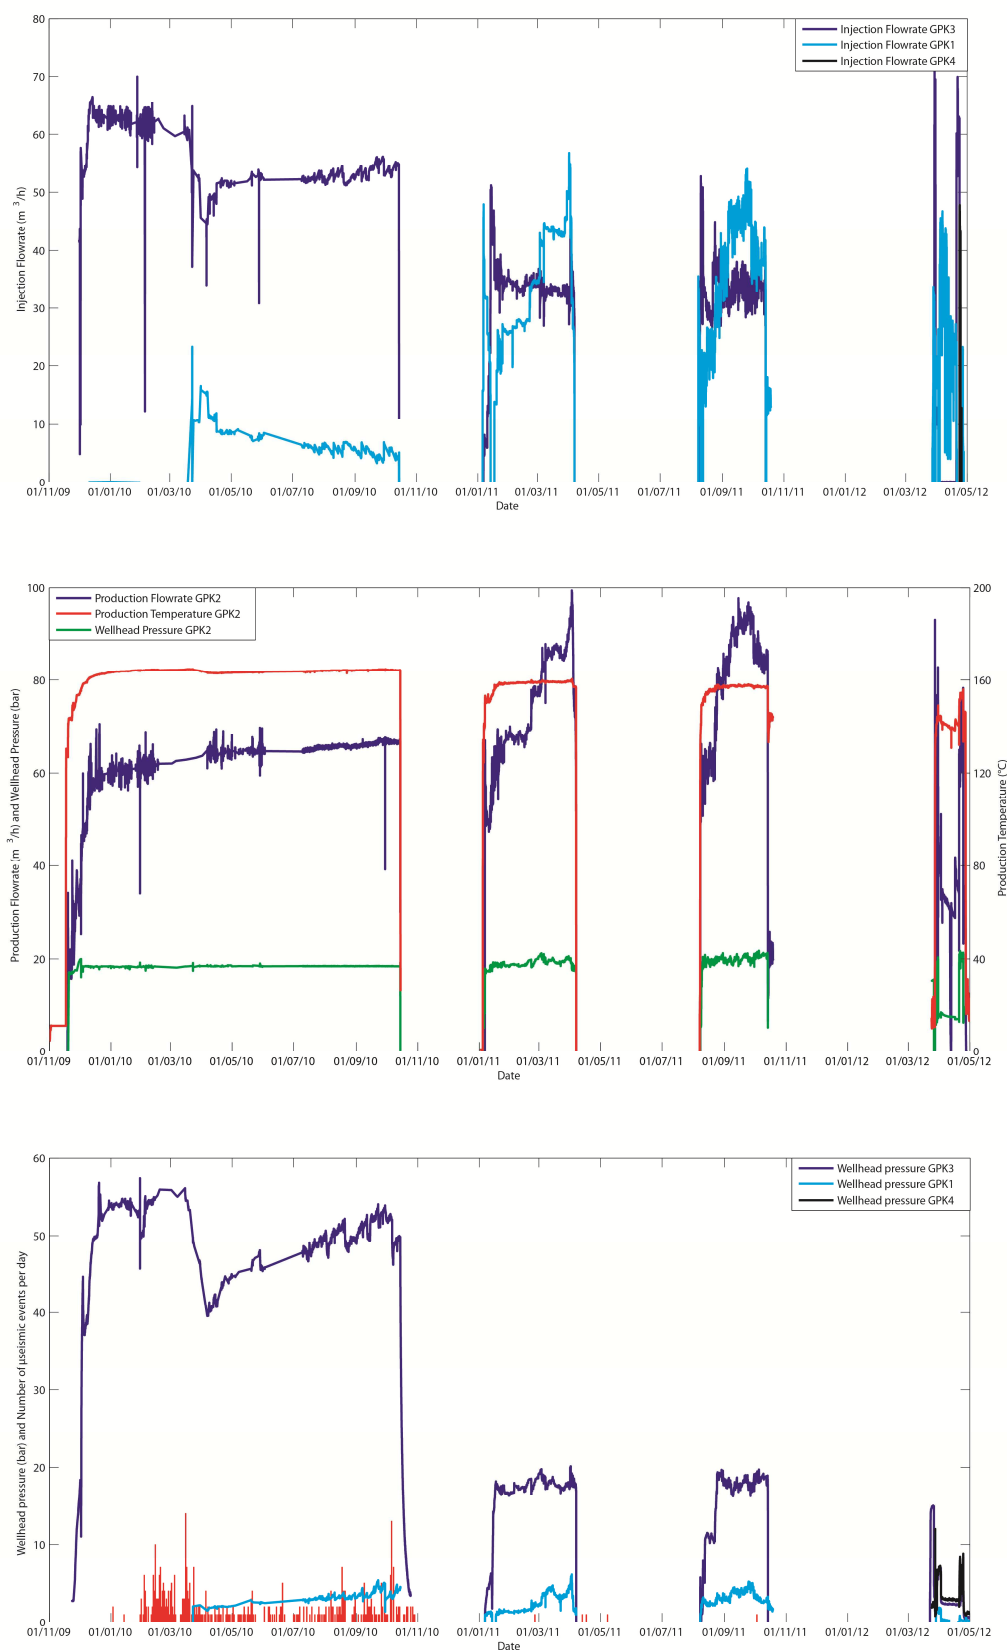 80
Injection Flowrate GPK3
Injection Flowrate GPK1
Injection Flowrate GPK4
70
60
50
40
30
20
10
0
Injection Flowrate (m 3/h)
01/11/09 01/01/10 01/03/10 01/05/10 01/07/10 01/09/10 01/11/10 01/01/11 01/03/11 01/05/11 01/07/11 01/09/11 01/11/11 01/01/12 01/03/12 01/05/12
Date
100 200
Production Flowrate GPK2
Production Temperature GPK2
Wellhead Pressure GPK2
80 160
60 120
40 80
20 40
0 0
Production Flowrate (m 3/h) and Wellhead Pressure (bar)
Production Temperature (°C)
01/11/09 01/01/10 01/03/10 01/05/10 01/07/10 01/09/10 01/11/10 01/01/11 01/03/11 01/05/11 01/07/11 01/09/11 01/11/11 01/01/12 01/03/12 01/05/12
Date
60
Wellhead pressure GPK3
Wellhead pressure GPK1
Wellhead pressure GPK4
50
40
30
20
10
0
Wellhead pressure (bar) and Number of µseismic events per day
01/11/09 01/01/10 01/03/10 01/05/10 01/07/10 01/09/10 01/11/10 01/01/11 01/03/11 01/05/11 01/07/11 01/09/11 01/11/11 01/01/12 01/03/12 01/05/12
Date